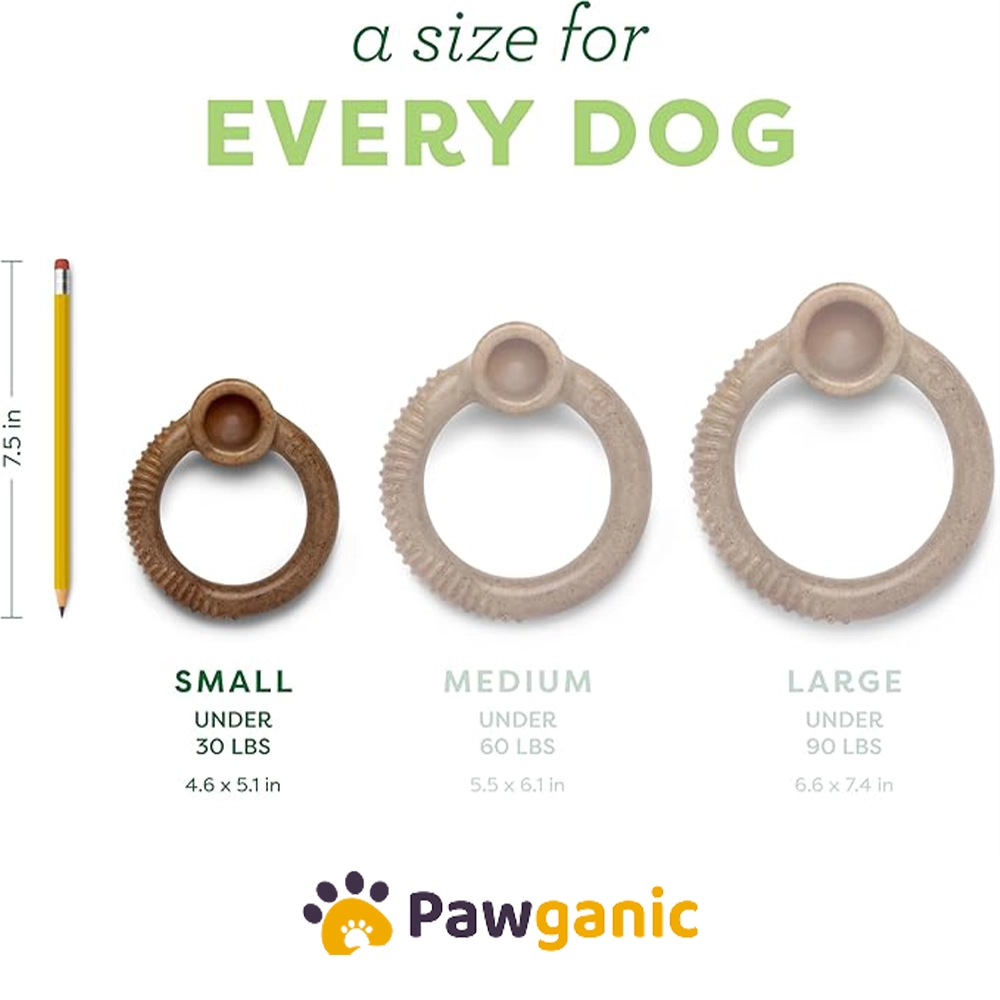 a size for
EVERY DOG
7.5 in
SMALL
UNDER
30 LBS
4.6 x 5.1 in
MEDIUM
UNDER
60 LBS
5.5 x 6.1 in
LARGE
UNDER
90 LBS
6.6 x 7.4 in
Pawganic